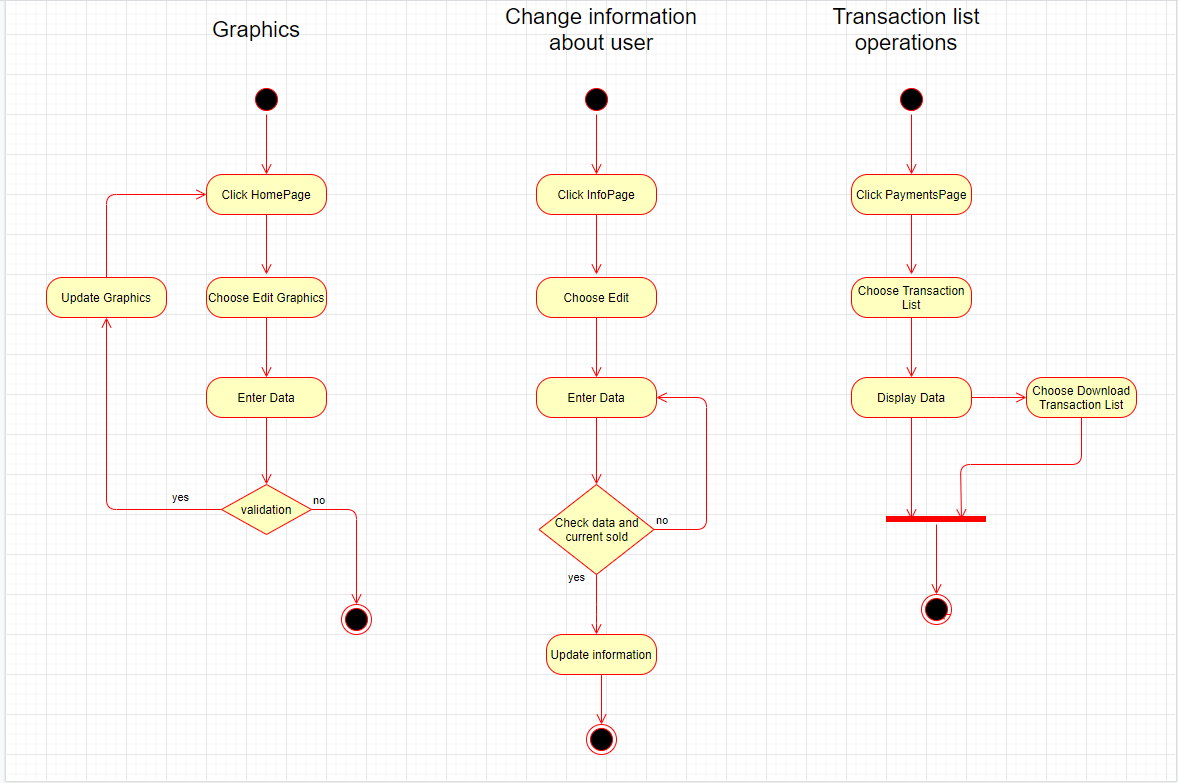 Graphics
Change information
about user
Transaction list
operations
Click HomePage
Click InfoPage
Click PaymentsPage
Update Graphics
Choose Edit Graphics
Choose Edit
Choose Transaction
List
Enter Data
Enter Data
Display Data
Choose Download
Transaction List
yes
validation
no
Check data and
current sold
no
yes
Update information